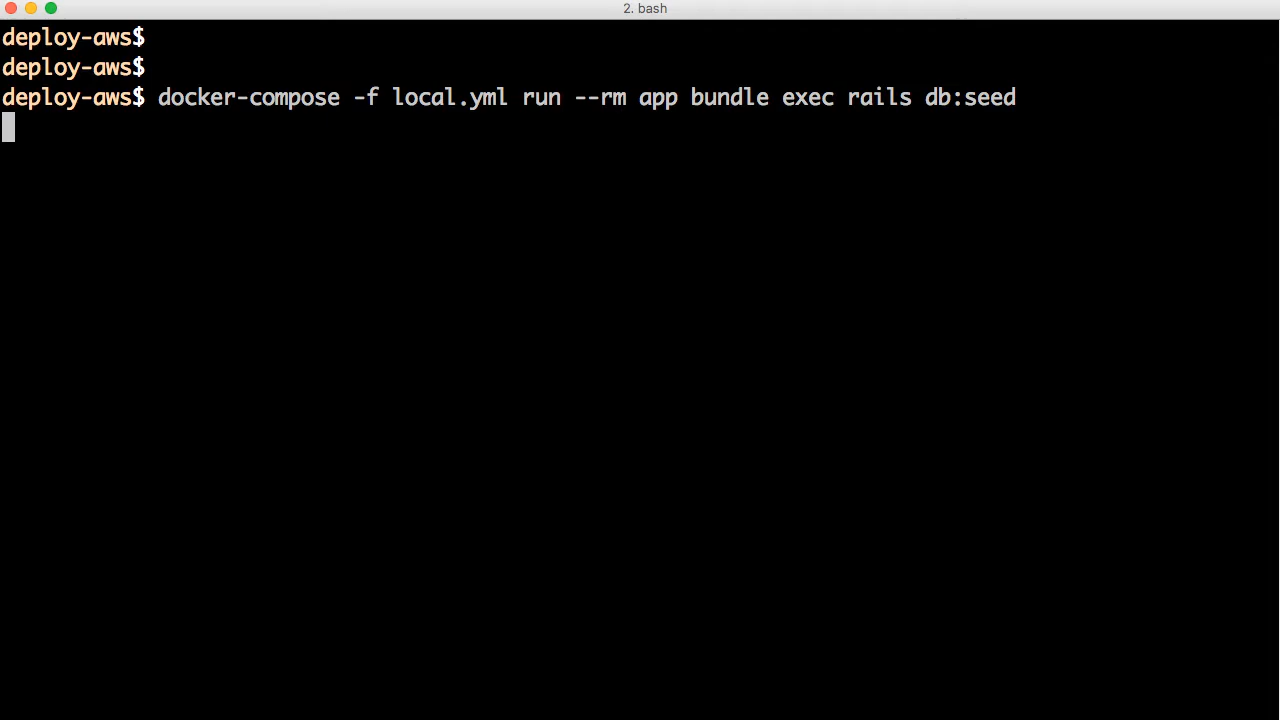 2. bash
deploy-aws$
deploy-aws$
deploy-aws$ docker-compose -f local.yml run --rm app bundle exec rails db:seed